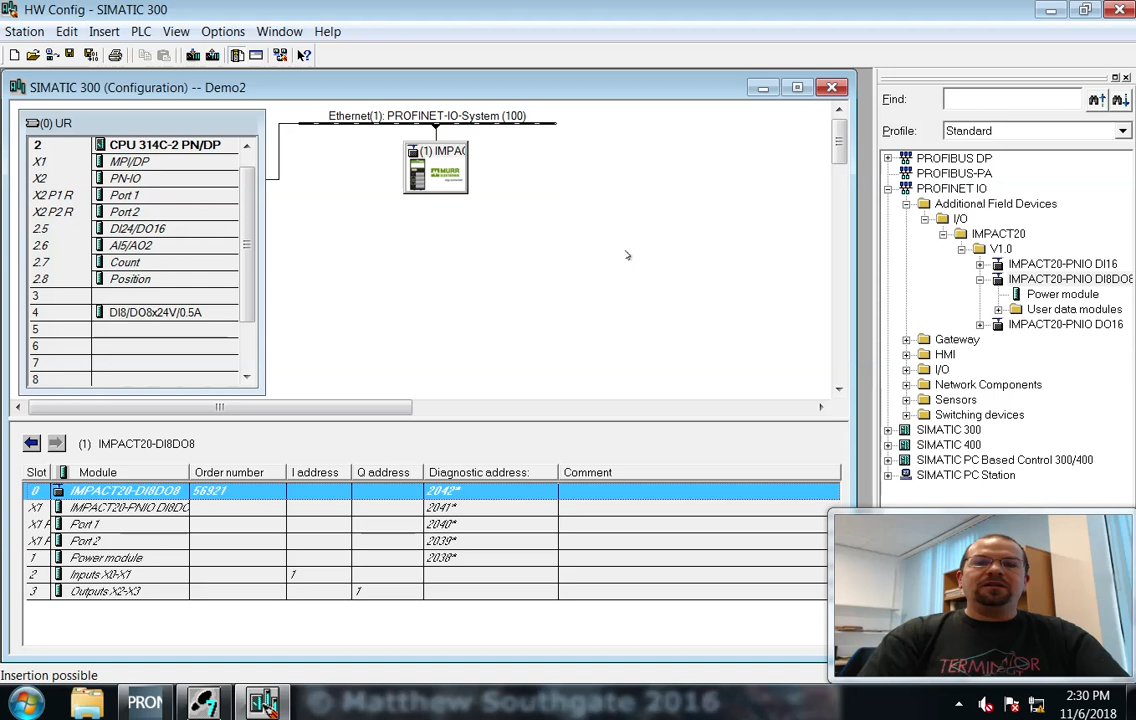 HW Config - SIMATIC 300
Station Edit Insert PLC View Options Window Help
SIMATIC 300 (Configuration) -- Demo2
(0) UR
2 CPU 314C-2 PN/DP
X1 MPI/DP
X2 PN-IO
X2 P1 R Port 1
X2 P2 R Port 2
2.5 DI24/DO16
2.6 AI5/AO2
2.7 Count
2.8 Position
3
4 DI8/DO8x24V/0.5A
5
6
7
8
Ethernet(1): PROFINET-IO-System (100)
(1) IMPAC
MURR
(1) IMPACT20-DI8DO8
Slot Module Order number I address Q address Diagnostic address: Comment
0 IMPACT20-DI8DO8 56921 2042*
X1 IMPACT20-PNIO DI8DO 2041*
X1 P Port 1 2040*
X1 P Port 2 2039*
1 Power module 2038*
2 Inputs X0-X1 1
3 Outputs X2-X3 1
Find:
Profile: Standard
PROFIBUS DP
PROFIBUS-PA
PROFINET IO
Additional Field Devices
I/O
IMPACT20
V1.0
IMPACT20-PNIO DI16
IMPACT20-PNIO DI8DO8
Power module
User data modules
IMPACT20-PNIO DO16
Gateway
HMI
I/O
Network Components
Sensors
Switching devices
SIMATIC 300
SIMATIC 400
SIMATIC PC Based Control 300/400
SIMATIC PC Station
Insertion possible
PRON
© Matthew Southgate 2016
2:30 PM
11/6/2018